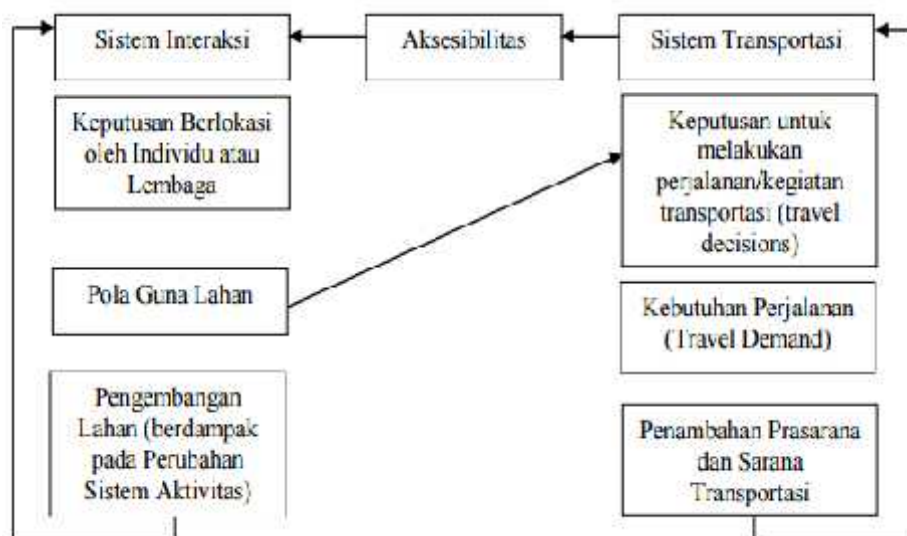 Sistem Interaksi
Aksesibilitas
Sistem Transportasi
Keputusan Berlokasi
oleh Individu atau
Lembaga
Keputusan untuk
melakukan
perjalanan/kegiatan
transportasi (travel
decisions)
Pola Guna Lahan
Kebutuhan Perjalanan
(Travel Demand)
Pengembangan
Lahan (berdampak
pada Perubahan
Sistem Aktivitas)
Penambahan Prasarana
dan Sarana
Transportasi